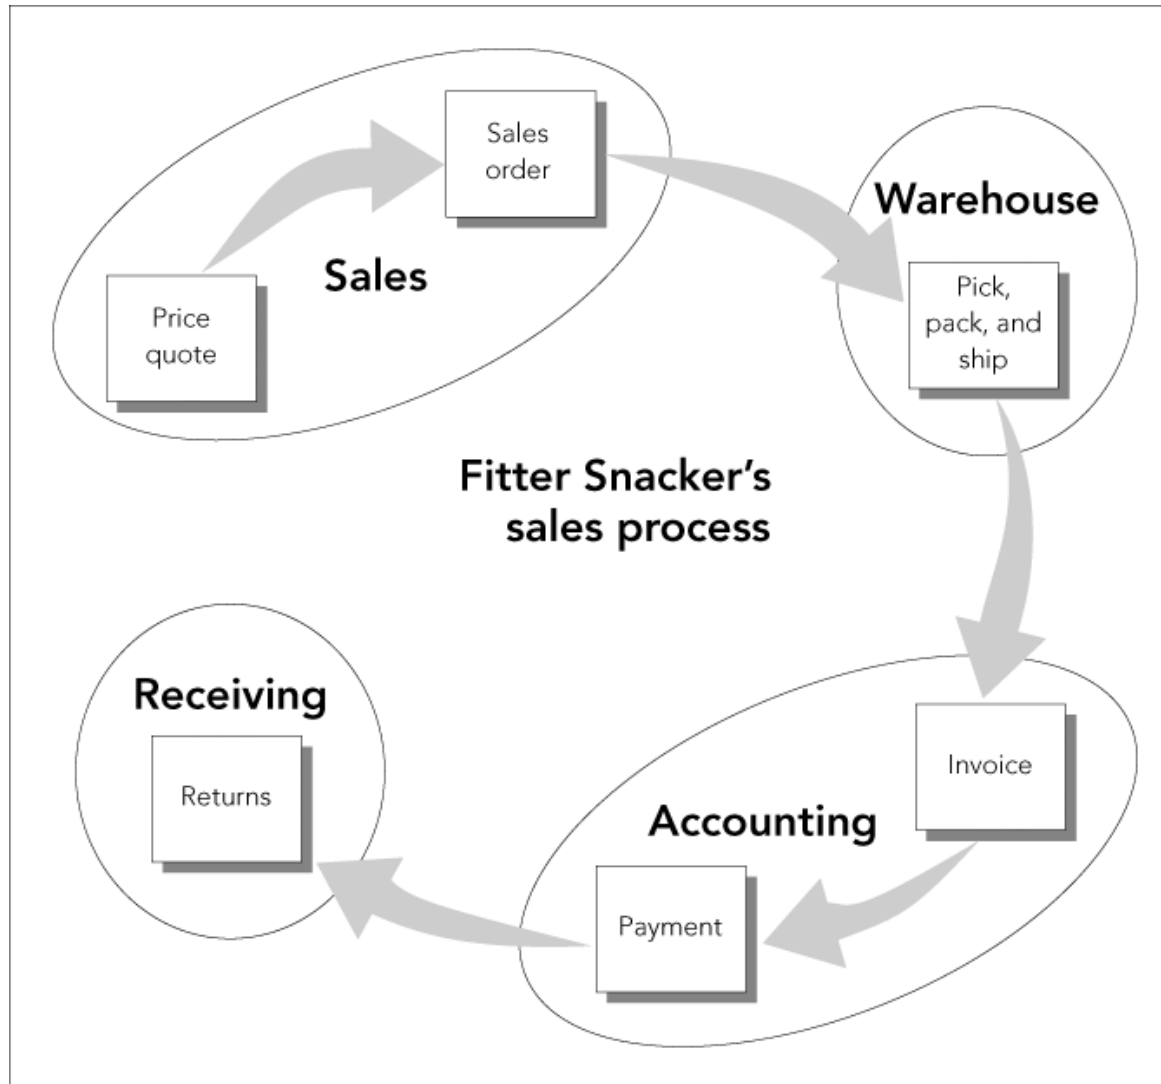 Sales
order
Warehouse
Sales
Price
quote
Pick,
pack, and
ship
Fitter Snacker’s
sales process
Receiving
Returns
Invoice
Accounting
Payment